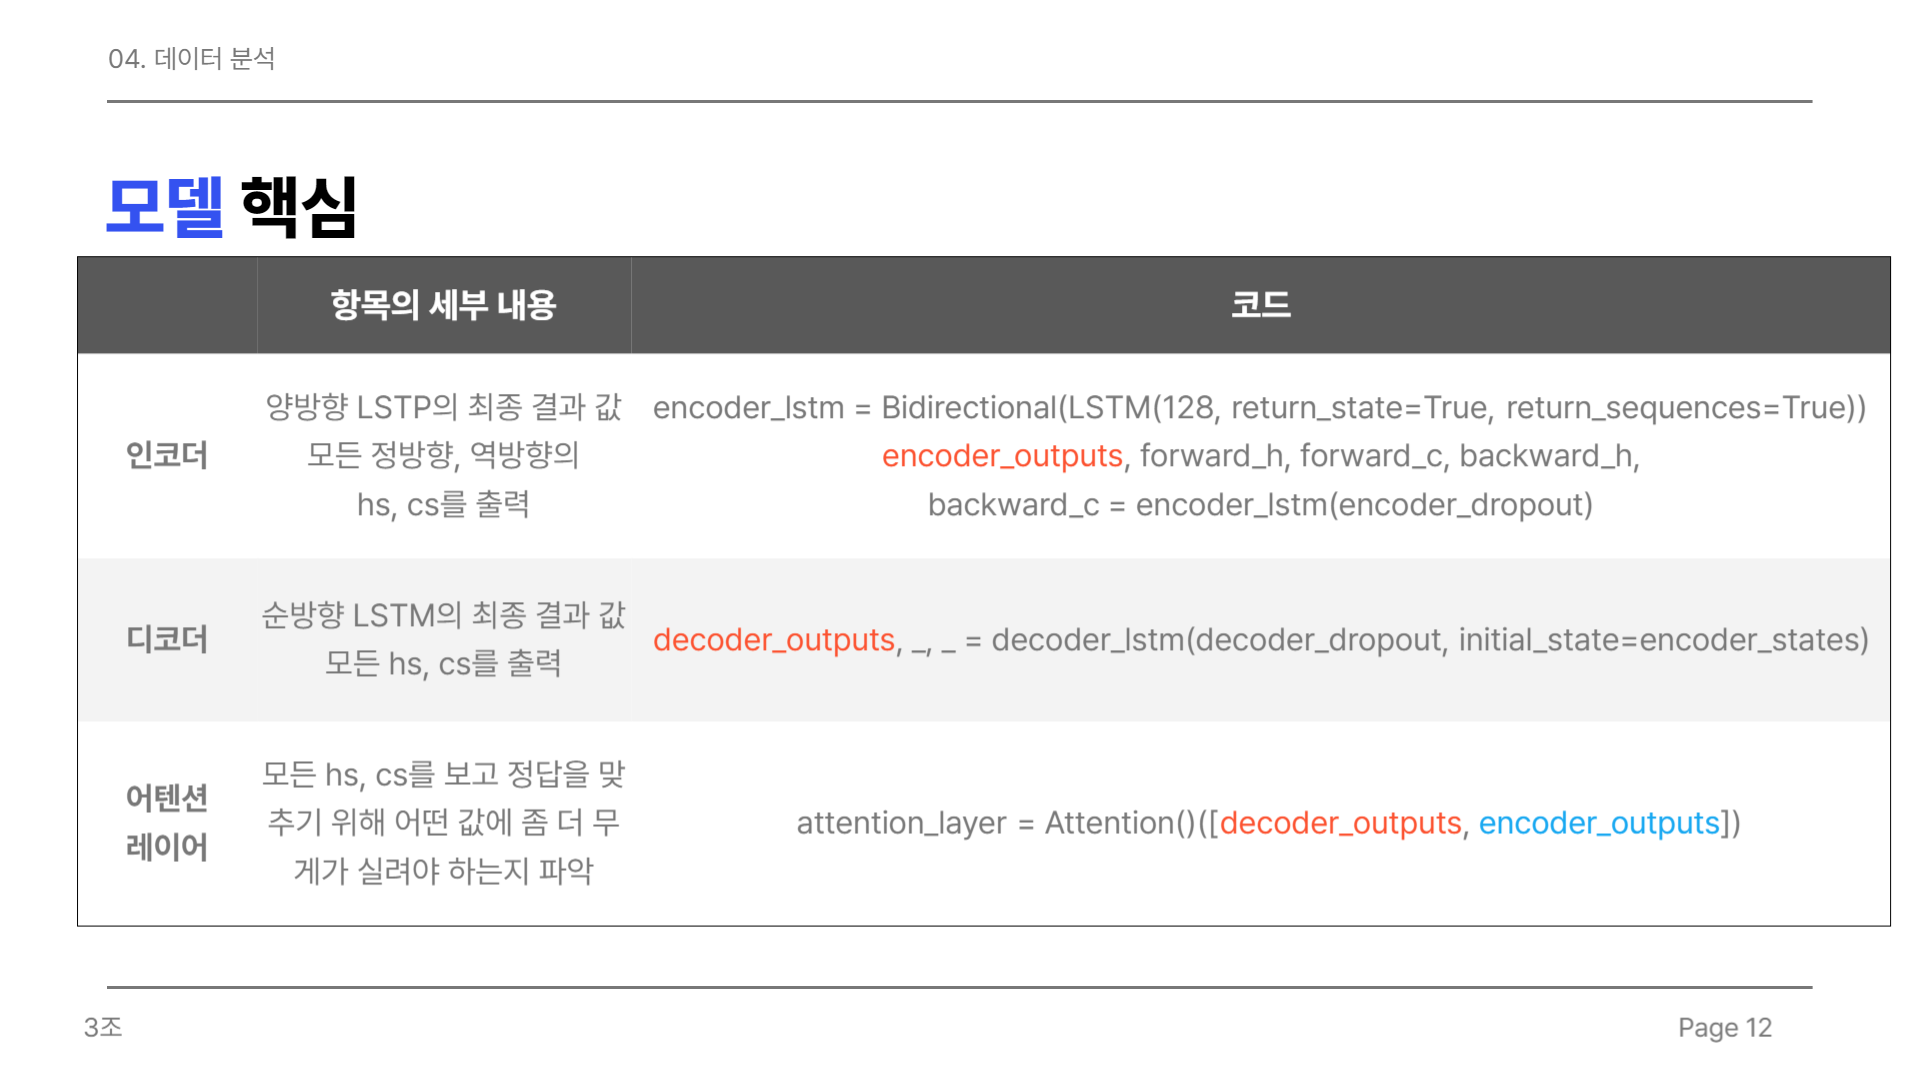 04. 데이터 분석
모델 핵심
항목의 세부 내용
코드
인코더
양방향 LSTP의 최종 결과 값
모든 정방향, 역방향의
hs, cs를 출력
encoder_lstm = Bidirectional(LSTM(128, return_state=True, return_sequences=True))
encoder_outputs, forward_h, forward_c, backward_h,
backward_c = encoder_lstm(encoder_dropout)
디코더
순방향 LSTM의 최종 결과 값
모든 hs, cs를 출력
decoder_outputs, _, _ = decoder_lstm(decoder_dropout, initial_state=encoder_states)
어텐션
레이어
모든 hs, cs를 보고 정답을 맞
추기 위해 어떤 값에 좀 더 무
게가 실려야 하는지 파악
attention_layer = Attention()([decoder_outputs, encoder_outputs])
3조
Page 12